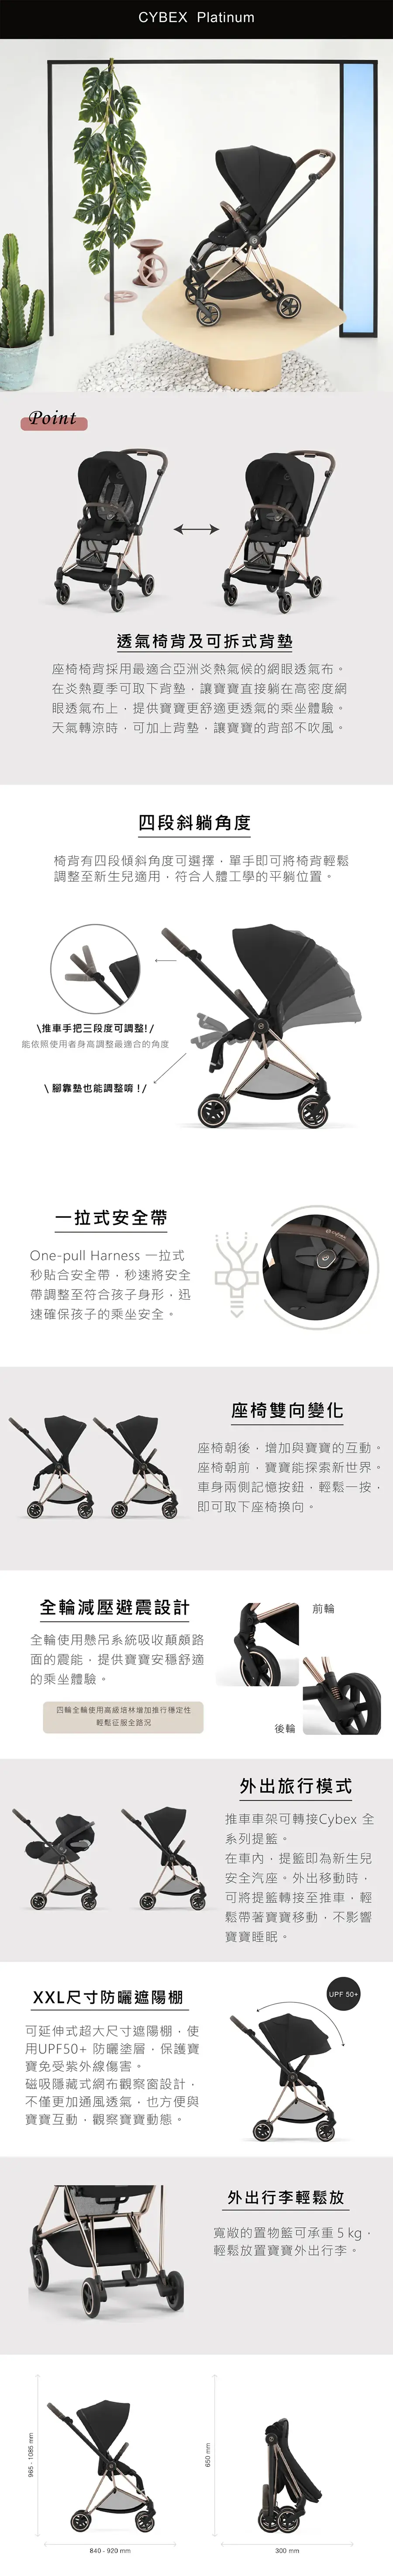 CYBEX Platinum
Point
透氣椅背及可拆式背墊
座椅椅背採用最適合亞洲炎熱氣候的網眼透氣布。
在炎熱夏季可取下背墊，讓寶寶直接躺在高密度網
眼透氣布上，提供寶寶更舒適更透氣的乘坐體驗。
天氣轉涼時，可加上背墊，讓寶寶的背部不吹風。
四段斜躺角度
椅背有四段傾斜角度可選擇，單手即可將椅背輕鬆
調整至新生兒適用，符合人體工學的平躺位置。
\推車手把三段度可調整!/
能依照使用者身高調整最適合的角度
\腳靠墊也能調整唷!/
一拉式安全帶
One-pull Harness 一拉式
秒貼合安全帶，秒速將安全
帶調整至符合孩子身形，迅
速確保孩子的乘坐安全。
cybex
座椅雙向變化
座椅朝後，增加與寶寶的互動。
座椅朝前，寶寶能探索新世界。
車身兩側記憶按鈕，輕鬆一按，
即可取下座椅換向。
全輪減壓避震設計
全輪使用懸吊系統吸收顛頗路
面的震能，提供寶寶安穩舒適
的乘坐體驗。
四輪全輪使用高級培林增加推行穩定性
輕鬆征服全路況
前輪
後輪
外出旅行模式
推車車架可轉接Cybex 全
系列提籃。
在車內，提籃即為新生兒
安全汽座。外出移動時，
可將提籃轉接至推車，輕
鬆帶著寶寶移動，不影響
寶寶睡眠。
XXL尺寸防曬遮陽棚
可延伸式超大尺寸遮陽棚，使
用UPF50+ 防曬塗層，保護寶
寶免受紫外線傷害。
磁吸隱藏式網布觀察窗設計，
不僅更加通風透氣，也方便與
寶寶互動，觀察寶寶動態。
UPF 50+
外出行李輕鬆放
寬敞的置物籃可承重 5 kg，
輕鬆放置寶寶外出行李。
965 - 1085 mm
840 - 920 mm
650 mm
300 mm